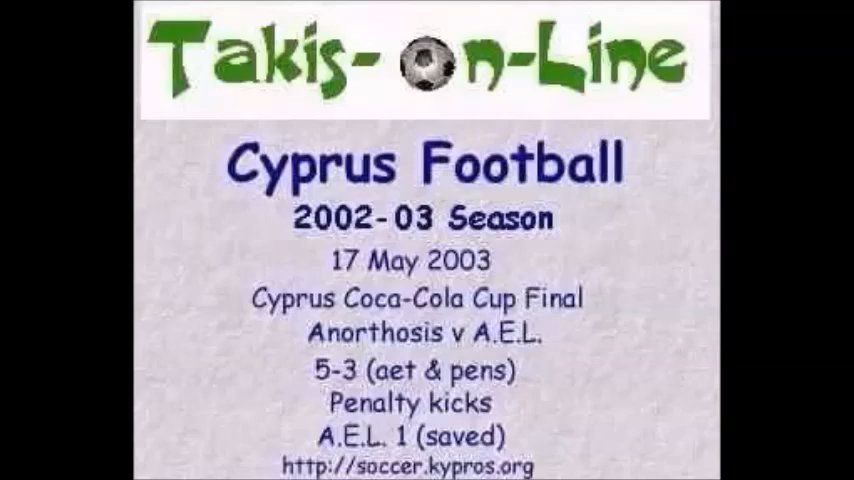 Takis-on-Line
Cyprus Football
2002-03 Season
17 May 2003
Cyprus Coca-Cola Cup Final
Anorthosis v A.E.L.
5-3 (aet & pens)
Penalty kicks
A.E.L. 1 (saved)
http://soccer.kypros.org